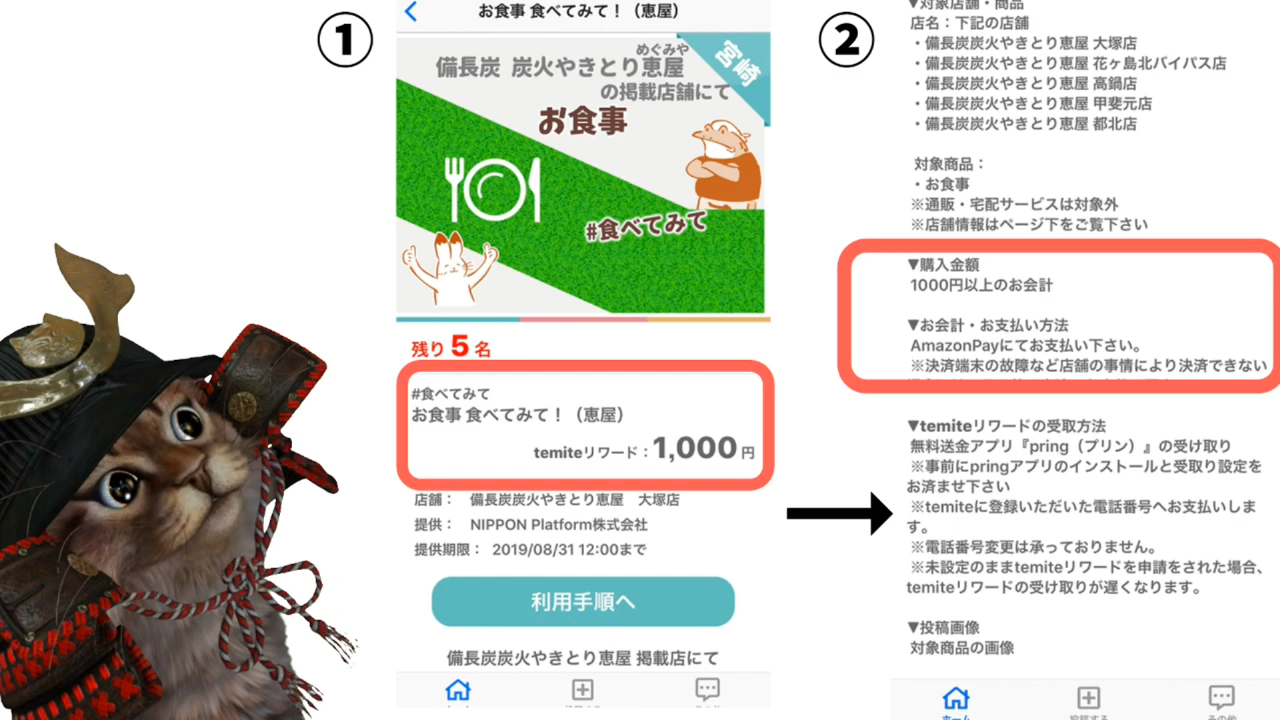 ①
お食事 食べてみて！（恵屋）
めぐみや
備長炭 炭火やきとり恵屋
の掲載店舗にて
宮崎
お食事
#食べてみて
残り 5 名
#食べてみて
お食事 食べてみて！（恵屋）
temiteリワード：1,000 円
店舗： 備長炭炭火やきとり恵屋 大塚店
提供： NIPPON Platform株式会社
提供期限： 2019/08/31 12:00まで
利用手順へ
備長炭炭火やきとり恵屋 掲載店にて
②
▼対象店舗・商品
店名：下記の店舗
・備長炭炭火やきとり恵屋 大塚店
・備長炭炭火やきとり恵屋 花ヶ島北バイパス店
・備長炭炭火やきとり恵屋 高鍋店
・備長炭炭火やきとり恵屋 甲斐元店
・備長炭炭火やきとり恵屋 都北店
対象商品：
・お食事
※通販・宅配サービスは対象外
※店舗情報はページ下をご覧下さい
▼購入金額
1000円以上のお会計
▼お会計・お支払い方法
AmazonPayにてお支払い下さい。
※決済端末の故障など店舗の事情により決済できない
▼temiteリワードの受取方法
無料送金アプリ『pring（プリン）』の受け取り
※事前にpringアプリのインストールと受取り設定を
お済ませ下さい
※temiteに登録いただいた電話番号へお支払いしま
す。
※電話番号変更は承っておりません。
※未設定のままtemiteリワードを申請をされた場合、
temiteリワードの受け取りが遅くなります。
▼投稿画像
対象商品の画像
ホーム
投稿する
その他